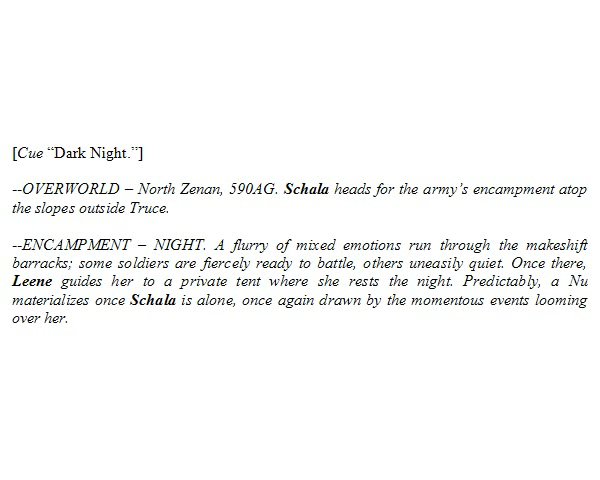 [Cue “Dark Night.”]
--OVERWORLD – North Zenan, 590AG. Schala heads for the army’s encampment atop
the slopes outside Truce.
--ENCAMPMENT – NIGHT. A flurry of mixed emotions run through the makeshift
barracks; some soldiers are fiercely ready to battle, others uneasily quiet. Once there,
Leene guides her to a private tent where she rests the night. Predictably, a Nu
materializes once Schala is alone, once again drawn by the momentous events looming
over her.